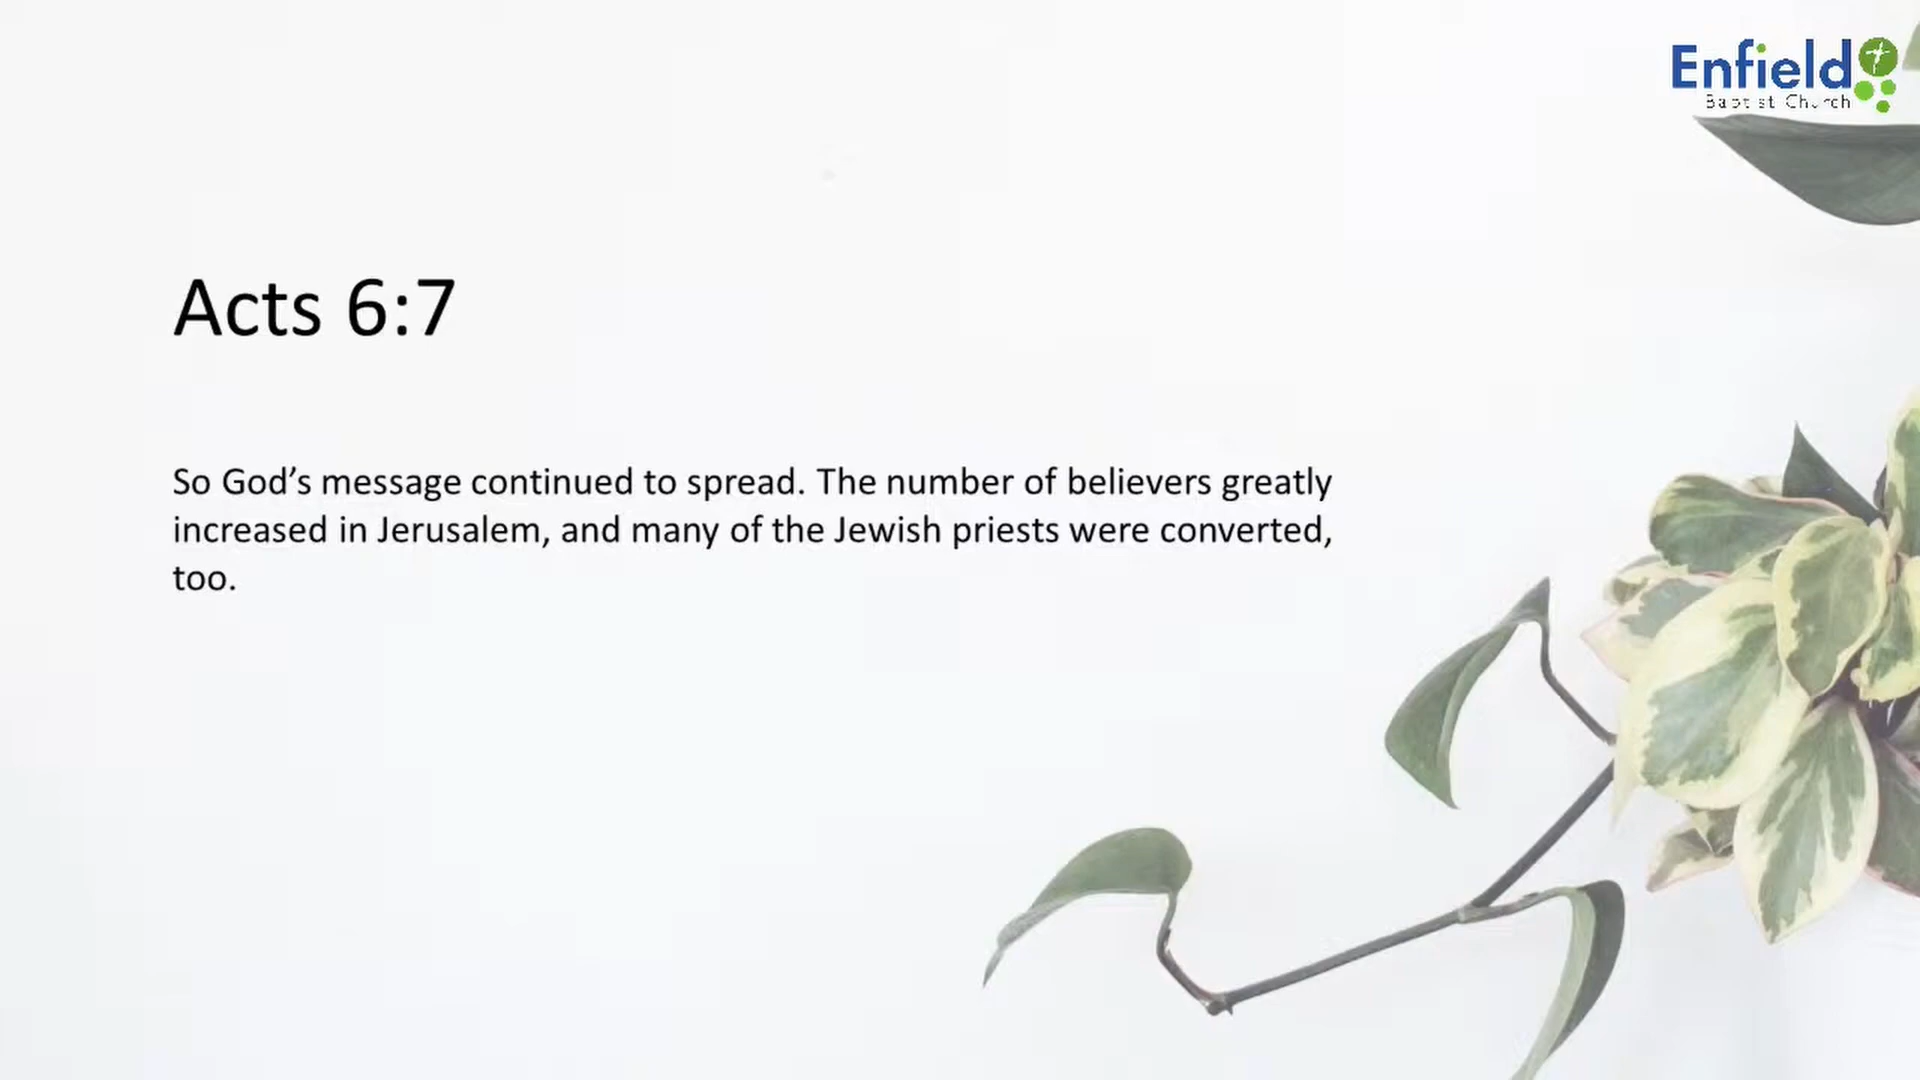 Enfield
Baptist Church
Acts 6:7
So God’s message continued to spread. The number of believers greatly
increased in Jerusalem, and many of the Jewish priests were converted,
too.